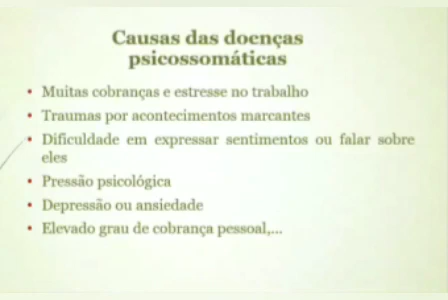 Causas das doenças
psicossomáticas
• Muitas cobranças e estresse no trabalho
• Traumas por acontecimentos marcantes
• Dificuldade em expressar sentimentos ou falar sobre
eles
• Pressão psicológica
• Depressão ou ansiedade
• Elevado grau de cobrança pessoal,...